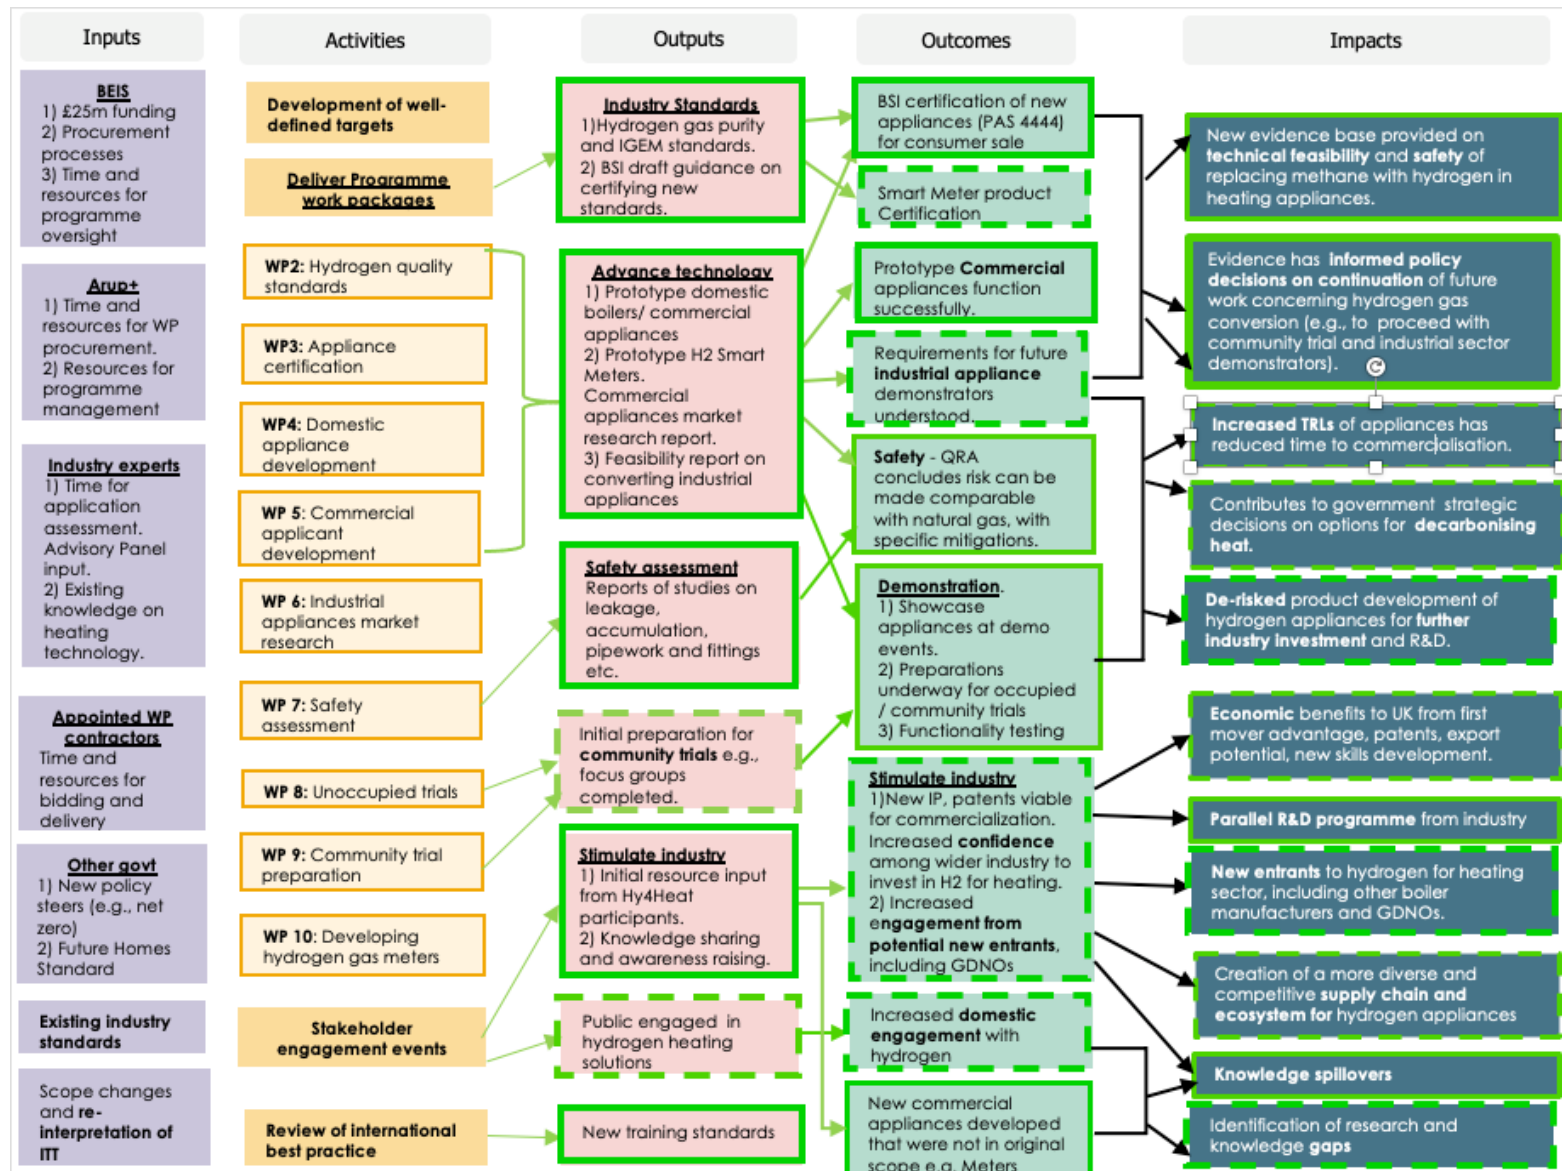 Inputs
Activities
Outputs
Outcomes
Impacts
BEIS
1) £25m funding
2) Procurement
processes
3) Time and
resources for
programme
oversight
Arup+
1) Time and
resources for WP
procurement.
2) Resources for
programme
management
Industry experts
1) Time for
application
assessment.
Advisory Panel
input.
2) Existing
knowledge on
heating
technology.
Appointed WP
contractors
Time and
resources for
bidding and
delivery
Other govt
1) New policy
steers (e.g., net
zero)
2) Future Homes
Standard
Existing industry
standards
Scope changes
and re-
interpretation of
ITT
Development of well-
defined targets
Deliver Programme
work packages
WP2: Hydrogen quality
standards
WP3: Appliance
certification
WP4: Domestic
appliance
development
WP 5: Commercial
applicant
development
WP 6: Industrial
appliances market
research
WP 7: Safety
assessment
WP 8: Unoccupied trials
WP 9: Community trial
preparation
WP 10: Developing
hydrogen gas meters
Stakeholder
engagement events
Review of international
best practice
Industry Standards
1)Hydrogen gas purity
and IGEM standards.
2) BSI draft guidance on
certifying new
standards.
Advance technology
1) Prototype domestic
boilers/ commercial
appliances
2) Prototype H2 Smart
Meters.
Commercial
appliances market
research report.
3) Feasibility report on
converting industrial
appliances
Safety assessment
Reports of studies on
leakage,
accumulation,
pipework and fittings
etc.
Initial preparation for
community trials e.g.,
focus groups
completed.
Stimulate industry
1) Initial resource input
from Hy4Heat
participants.
2) Knowledge sharing
and awareness raising.
Public engaged in
hydrogen heating
solutions
New training standards
BSI certification of new
appliances (PAS 4444)
for consumer sale
Smart Meter product
Certification
Prototype Commercial
appliances function
successfully.
Requirements for future
industrial appliance
demonstrators
understood.
Safety - QRA
concludes risk can be
made comparable
with natural gas, with
specific mitigations.
Demonstration.
1) Showcase
appliances at demo
events.
2) Preparations
underway for occupied
/ community trials
3) Functionality testing
Stimulate industry
1)New IP, patents viable
for commercialization.
Increased confidence
among wider industry to
invest in H2 for heating.
2) Increased
engagement from
potential new entrants,
including GDNOs
Increased domestic
engagement with
hydrogen
New commercial
appliances developed
that were not in original
scope e.g. Meters
New evidence base provided on
technical feasibility and safety of
replacing methane with hydrogen in
heating appliances.
Evidence has informed policy
decisions on continuation of future
work concerning hydrogen gas
conversion (e.g., to proceed with
community trial and industrial sector
demonstrators).
Increased TRLs of appliances has
reduced time to commercialisation.
Contributes to government strategic
decisions on options for decarbonising
heat.
De-risked product development of
hydrogen appliances for further
industry investment and R&D.
Economic benefits to UK from first
mover advantage, patents, export
potential, new skills development.
Parallel R&D programme from industry
New entrants to hydrogen for heating
sector, including other boiler
manufacturers and GDNOs.
Creation of a more diverse and
competitive supply chain and
ecosystem for hydrogen appliances
Knowledge spillovers
Identification of research and
knowledge gaps